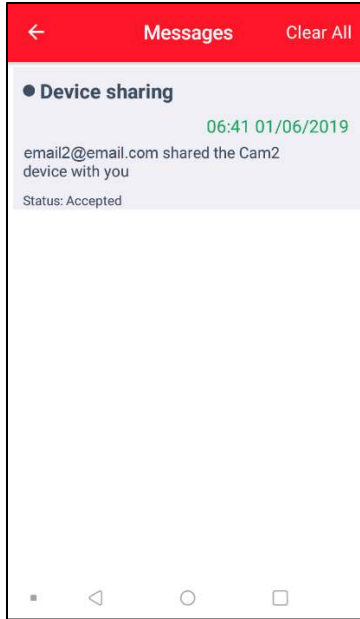 Messages
Clear All
Device sharing
06:41 01/06/2019
email2@email.com shared the Cam2
device with you
Status: Accepted